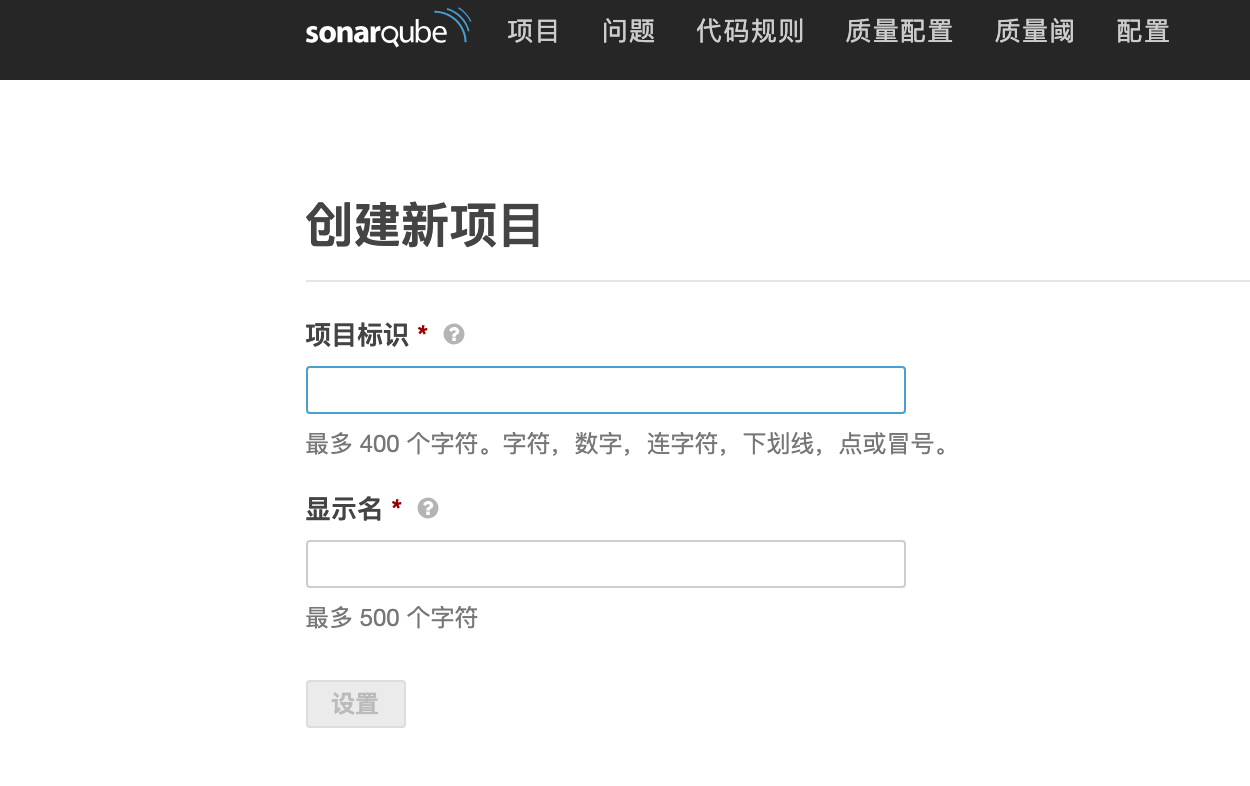 sonarqube 项目 问题 代码规则 质量配置 质量阈 配置
创建新项目
项目标识 * ?
最多 400 个字符。字符，数字，连字符，下划线，点或冒号。
显示名 * ?
最多 500 个字符
设置